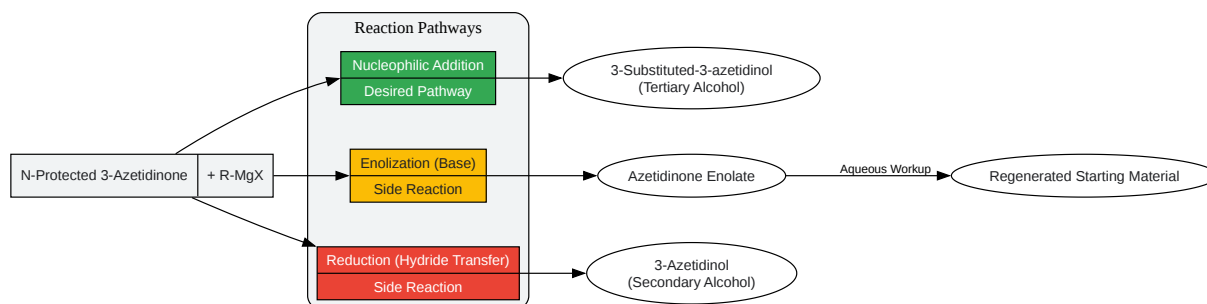 Reaction Pathways
Nucleophilic Addition
Desired Pathway
3-Substituted-3-azetidinol
(Tertiary Alcohol)
N-Protected 3-Azetidinone
+ R-MgX
Enolization (Base)
Side Reaction
Azetidinone Enolate
Aqueous Workup
Regenerated Starting Material
Reduction (Hydride Transfer)
Side Reaction
3-Azetidinol
(Secondary Alcohol)